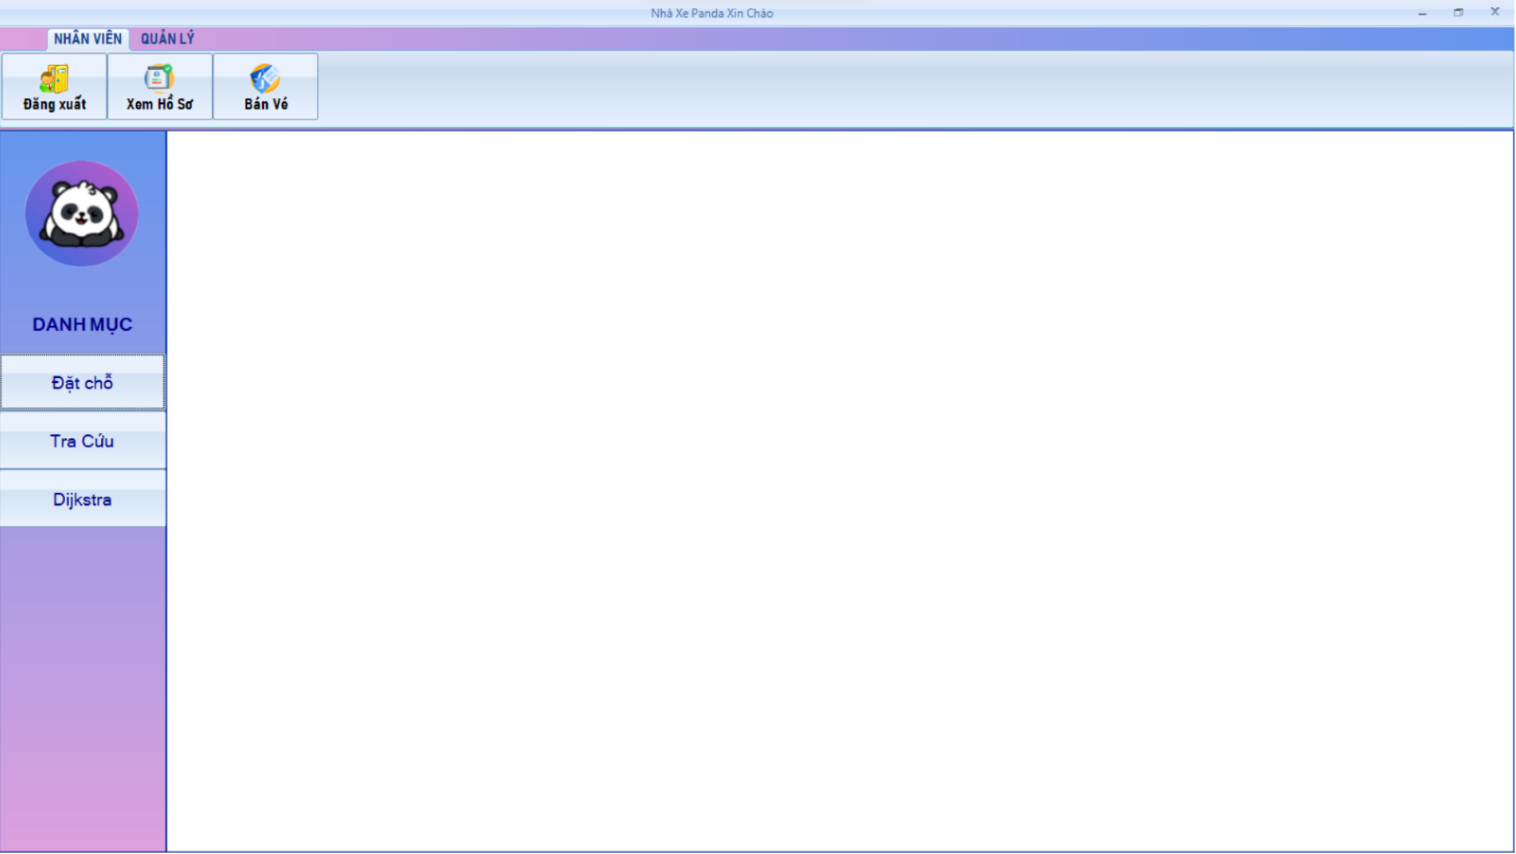 Nhà Xe Panda Xin Chào
NHÂN VIÊN QUẢN LÝ
Đăng xuất Xem Hồ Sơ Bán Vé
DANH MỤC
Đặt chỗ
Tra Cứu
Dijkstra